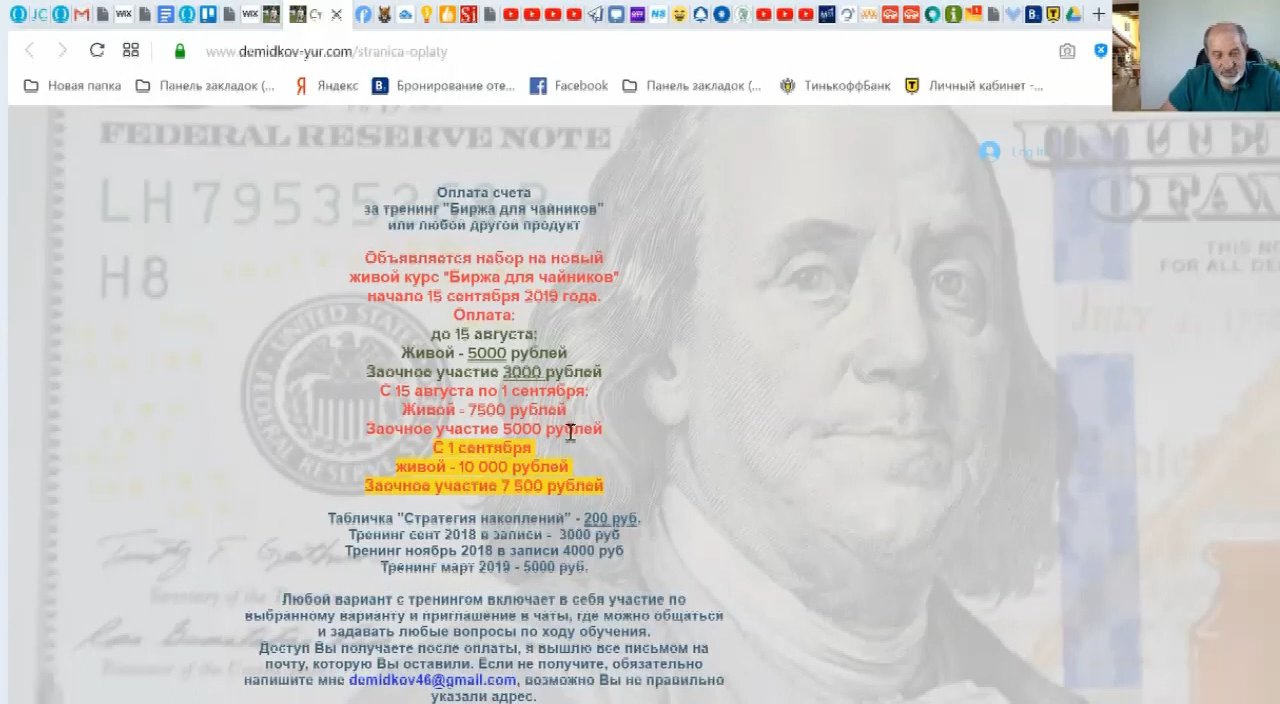 www.demidkov-yur.com/stranica-oplaty
Новая папка
Панель закладок (...
Яндекс
Бронирование оте...
Facebook
Панель закладок (...
ТинькоффБанк
Личный кабинет -...
FEDERAL RESERVE NOTE
Log In
H8
Оплата счета
за тренинг "Биржа для чайников"
или любой другой продукт
Объявляется набор на новый
живой курс "Биржа для чайников"
начало 15 сентября 2019 года.
Оплата:
до 15 августа:
Живой - 5000 рублей
Заочное участие 3000 рублей
С 15 августа по 1 сентября:
Живой - 7500 рублей
Заочное участие 5000 рублей
С 1 сентября
живой - 10 000 рублей
Заочное участие 7 500 рублей
Табличка "Стратегия накоплений" - 200 руб.
Тренинг сент 2018 в записи - 3000 руб
Тренинг ноябрь 2018 в записи 4000 руб
Тренинг март 2019 - 5000 руб.
Любой вариант с тренингом включает в себя участие по
выбранному варианту и приглашение в чаты, где можно общаться
и задавать любые вопросы по ходу обучения.
Доступ Вы получаете после оплаты, я вышлю все письмом на
почту, которую Вы оставили. Если не получите, обязательно
напишите мне demidkov46@gmail.com, возможно Вы не правильно
указали адрес.